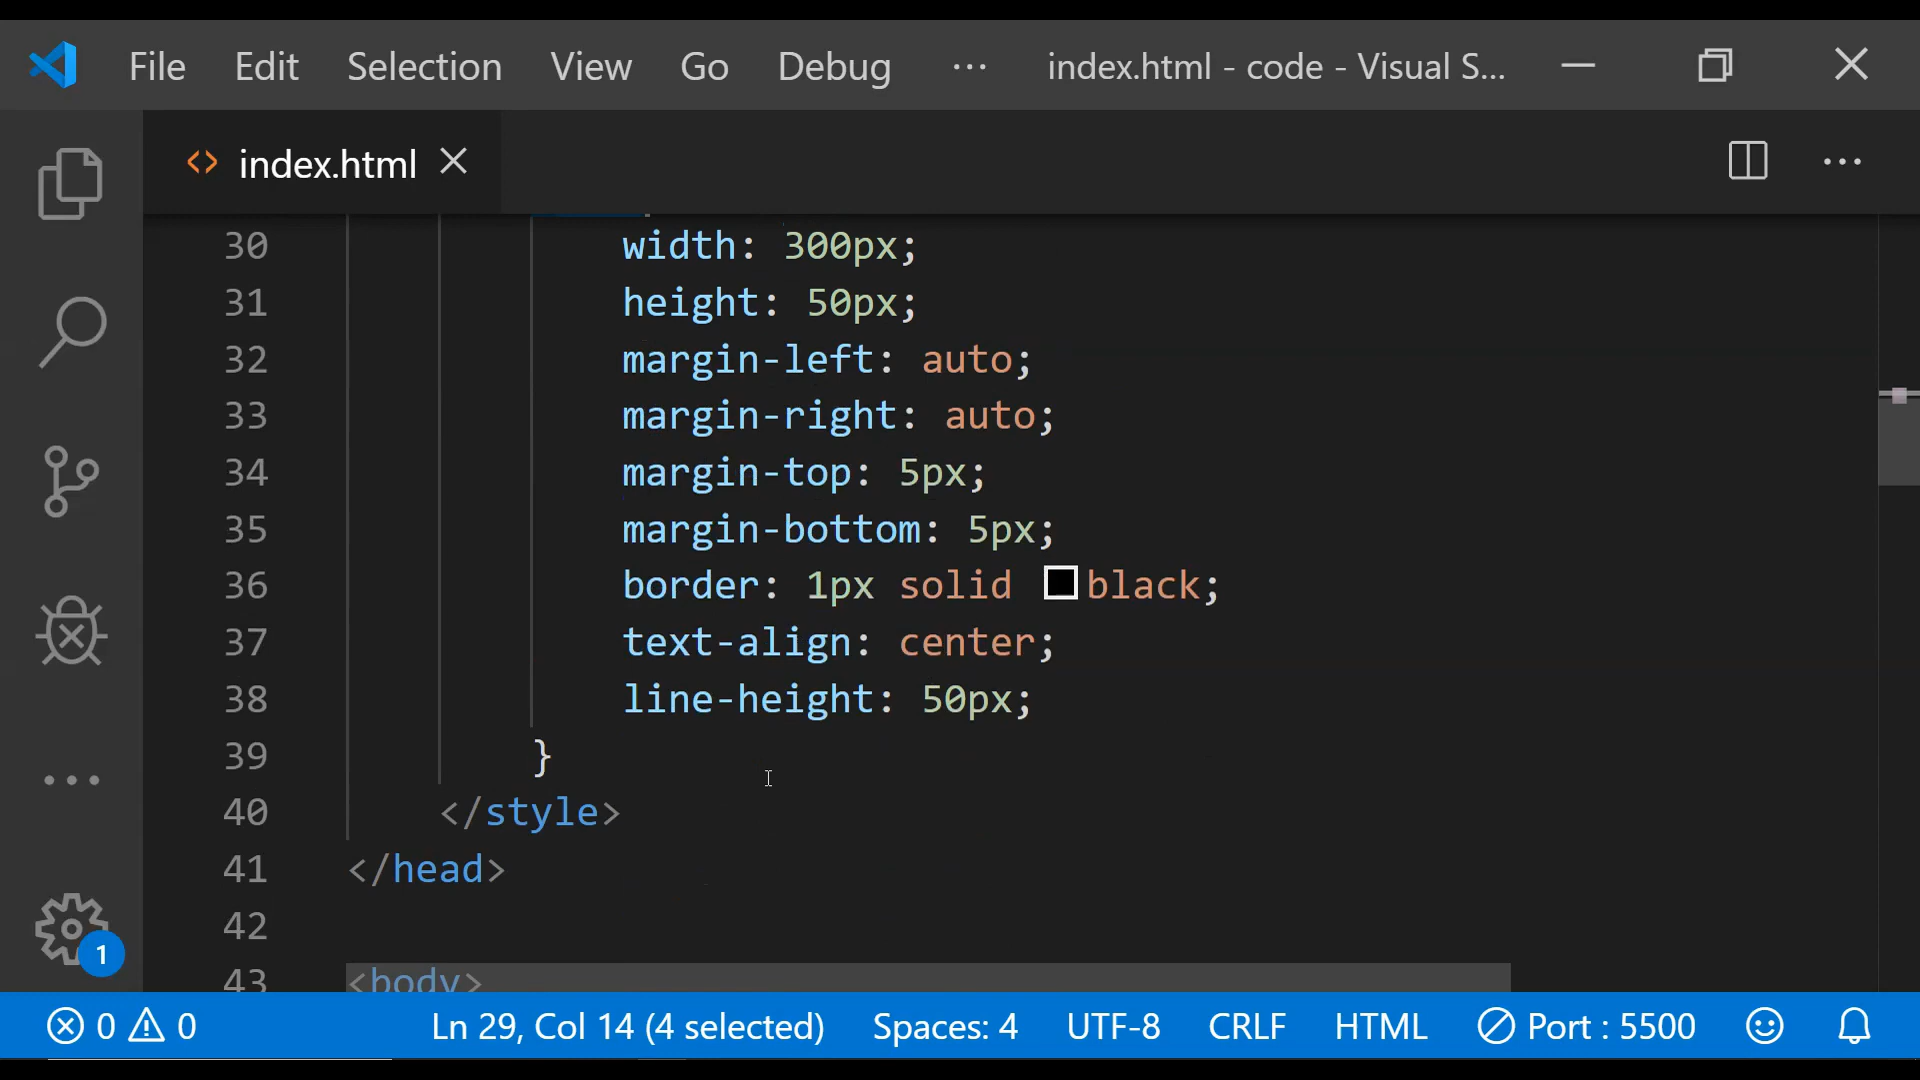 File Edit Selection View Go Debug ··· index.html - code - Visual S...
<> index.html
30 width: 300px;
31 height: 50px;
32 margin-left: auto;
33 margin-right: auto;
34 margin-top: 5px;
35 margin-bottom: 5px;
36 border: 1px solid black;
37 text-align: center;
38 line-height: 50px;
39 }
40 </style>
41 </head>
42
43 <body>
1
0 0 Ln 29, Col 14 (4 selected) Spaces: 4 UTF-8 CRLF HTML Port : 5500